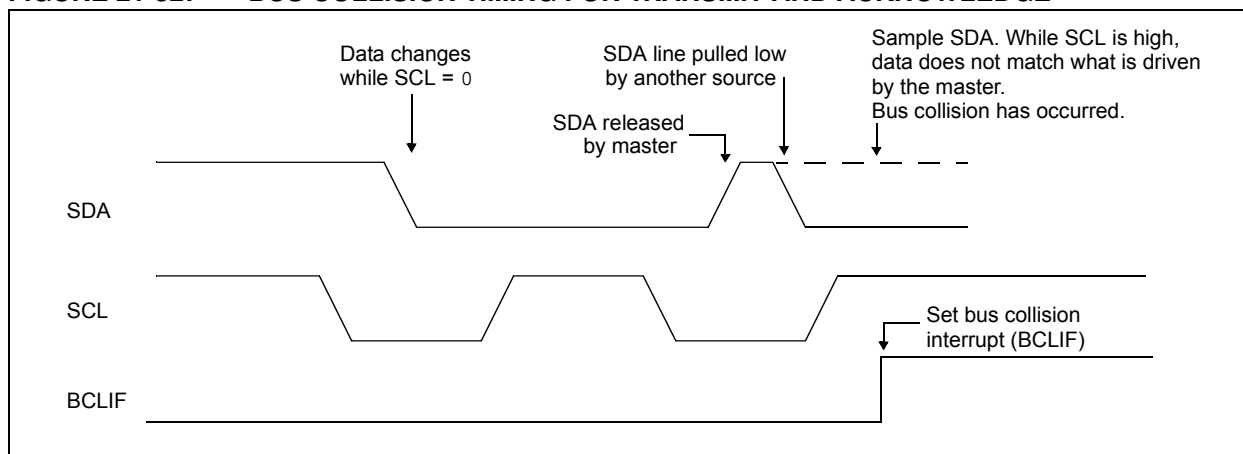 Data changes
while SCL = 0
SDA line pulled low
by another source
SDA released
by master
Sample SDA. While SCL is high,
data does not match what is driven
by the master.
Bus collision has occurred.
SDA
SCL
Set bus collision
interrupt (BCLIF)
BCLIF